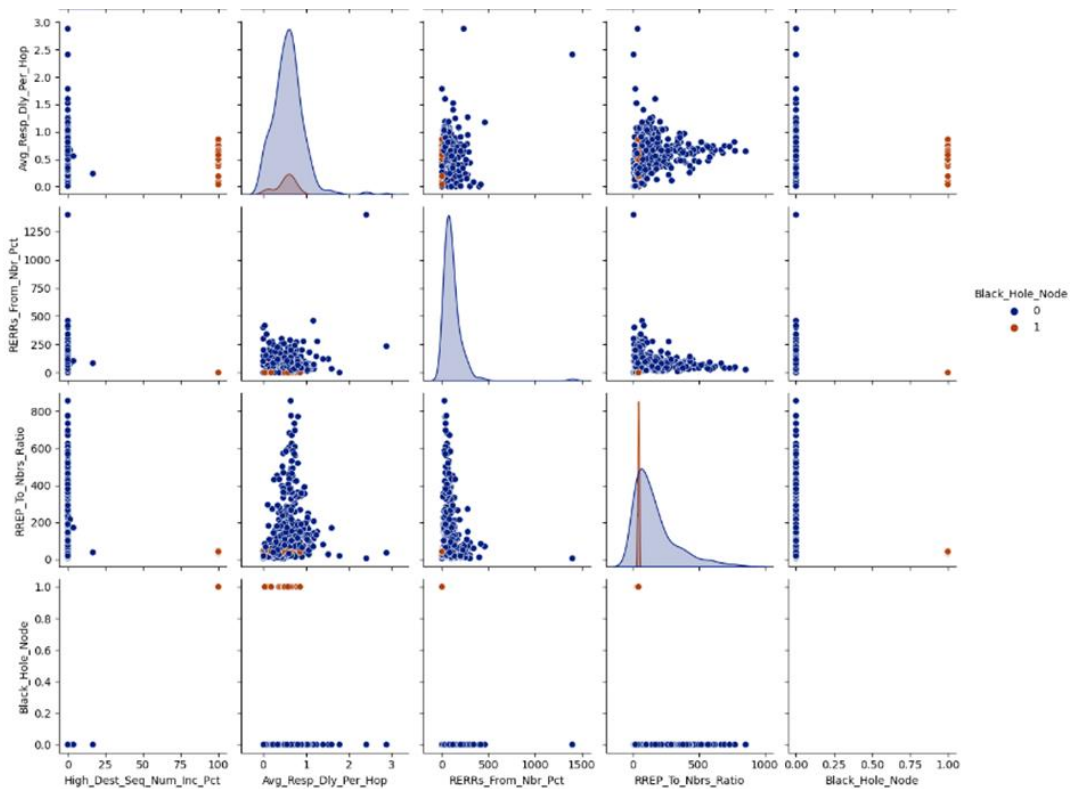 3.0
2.5
2.0
1.5
1.0
0.5
0.0
Avg_Resp_Dly_Per_Hop
1250
1000
750
500
250
0
RERRs_From_Nbr_Pct
Black_Hole_Node
0
1
800
600
400
200
0
RREP_To_Nbrs_Ratio
1.0
0.8
0.6
0.4
0.2
0.0
Black_Hole_Node
0 25 50 75 100
0 1 2 3
0 500 1000 1500
0 500 1000
0.00 0.25 0.50 0.75 1.00
High_Dest_Seq_Num_Inc_Pct
Avg_Resp_Dly_Per_Hop
RERRs_From_Nbr_Pct
RREP_To_Nbrs_Ratio
Black_Hole_Node